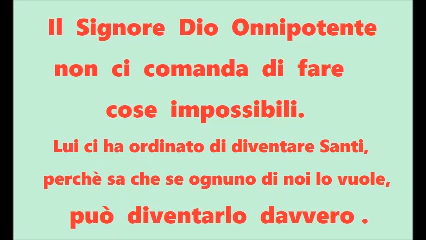 Il Signore Dio Onnipotente
non ci comanda di fare
cose impossibili.
Lui ci ha ordinato di diventare Santi,
perchè sa che se ognuno di noi lo vuole,
può diventarlo davvero .